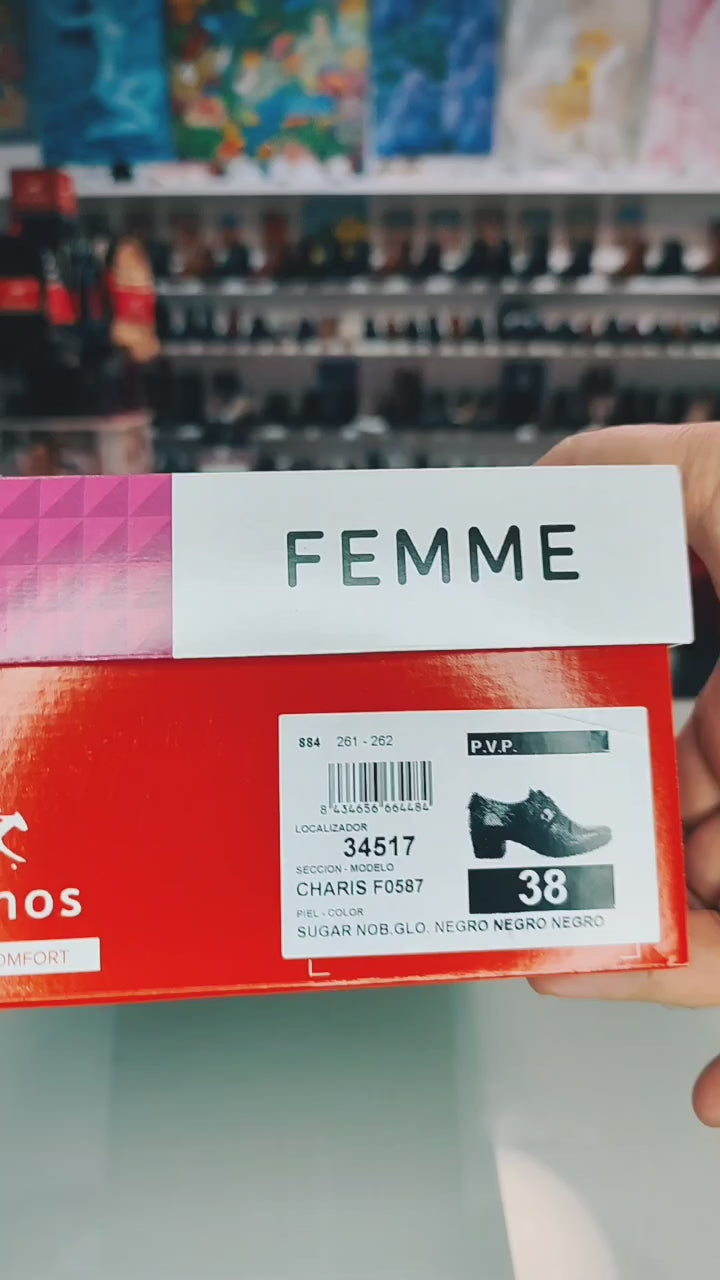 FEMME
884 261 - 262
P.V.P.
8 434656 664484
LOCALIZADOR
34517
SECCION - MODELO
CHARIS F0587
38
PIEL - COLOR
SUGAR NOB.GLO. NEGRO NEGRO NEGRO
nos
OMFORT